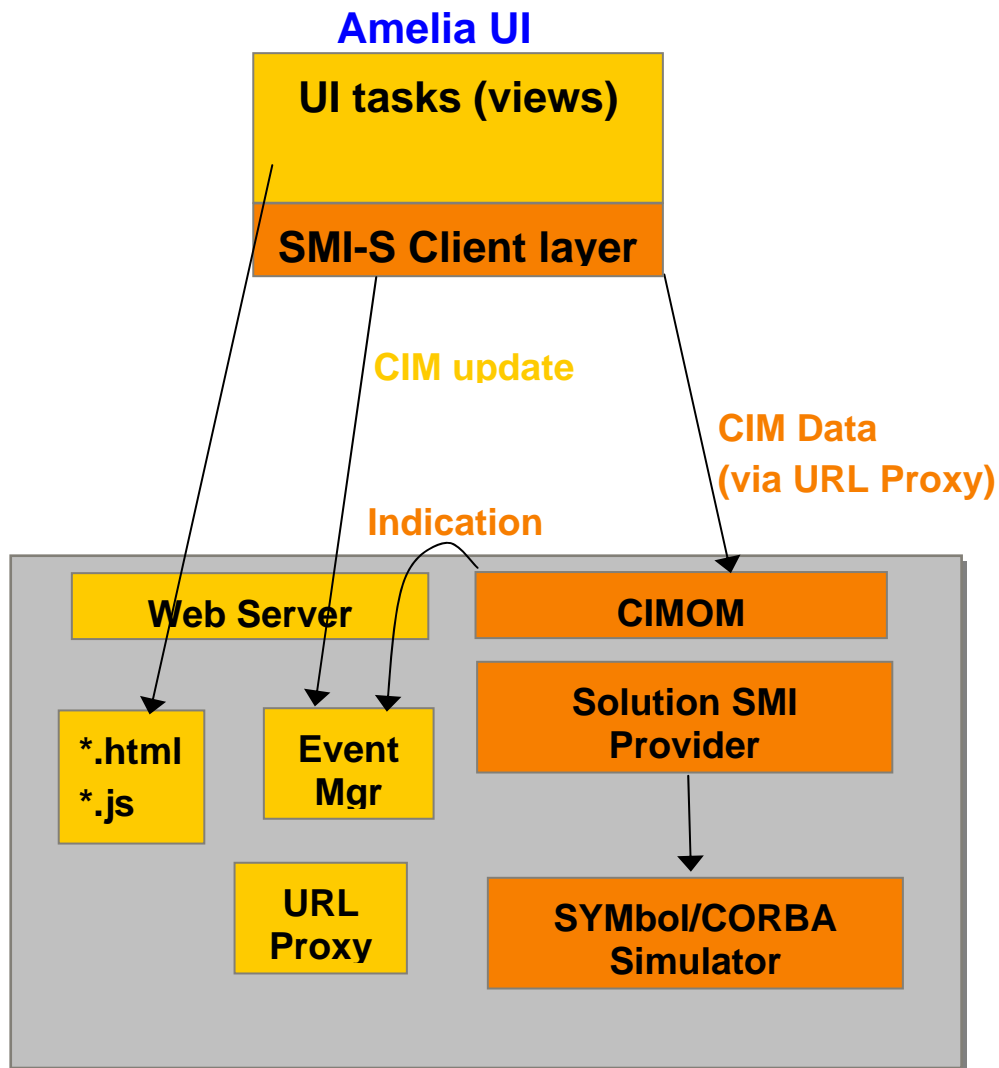 Amelia UI
UI tasks (views)
SMI-S Client layer
CIM update
CIM Data
(via URL Proxy)
Indication
Web Server
CIMOM
*.html
*.js
Event
Mgr
Solution SMI
Provider
URL
Proxy
SYMbol/CORBA
Simulator